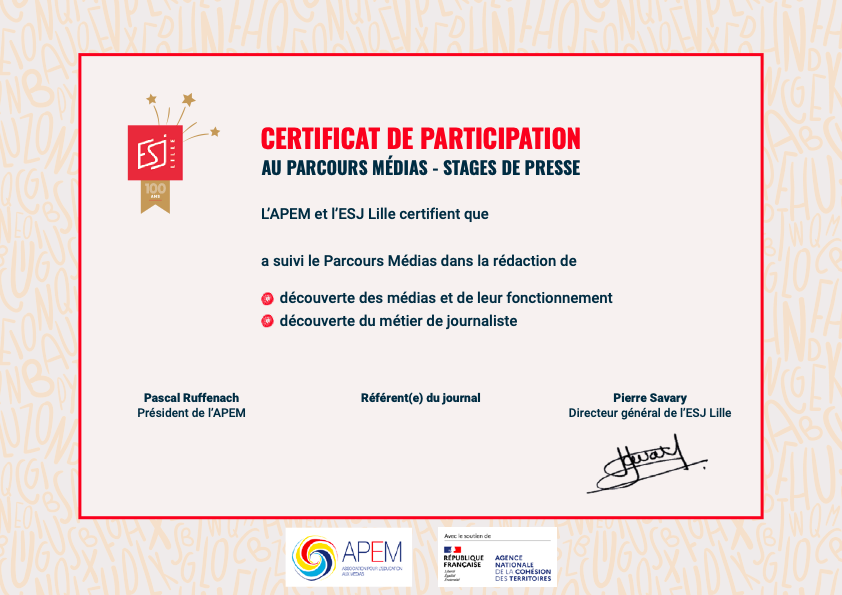 ESJ
LILLE
100
ANS
CERTIFICAT DE PARTICIPATION
AU PARCOURS MÉDIAS - STAGES DE PRESSE
L'APEM et l'ESJ Lille certifient que
a suivi le Parcours Médias dans la rédaction de
découverte des médias et de leur fonctionnement
découverte du métier de journaliste
Pascal Ruffenach
Président de l'APEM
Référent(e) du journal
Pierre Savary
Directeur général de l'ESJ Lille
APEM
ASSOCIATION POUR L'ÉDUCATION
AUX MÉDIAS
Avec le soutien de
RÉPUBLIQUE
FRANÇAISE
Liberté
Égalité
Fraternité
AGENCE
NATIONALE
DE LA COHÉSION
DES TERRITOIRES